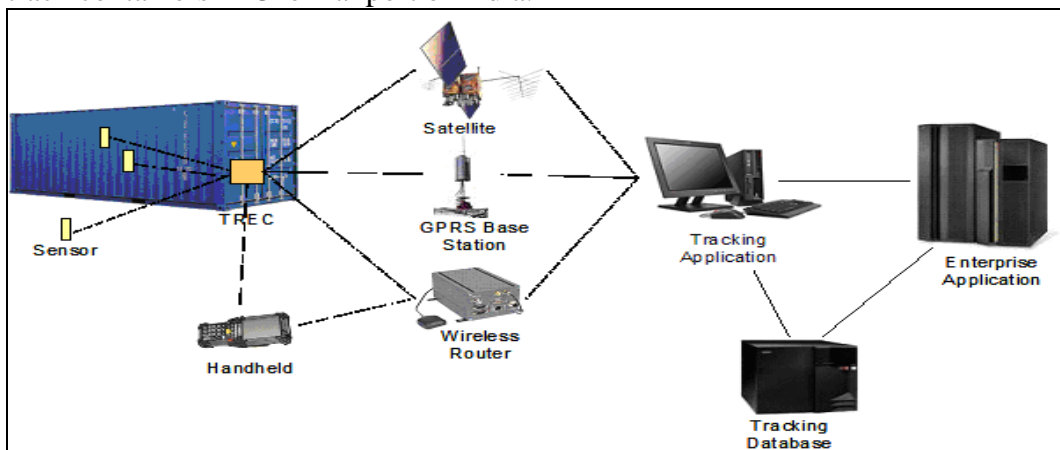 Satellite
TREC
GPRS Base
Station
Sensor
Tracking
Application
Enterprise
Application
Wireless
Router
Handheld
Tracking
Database